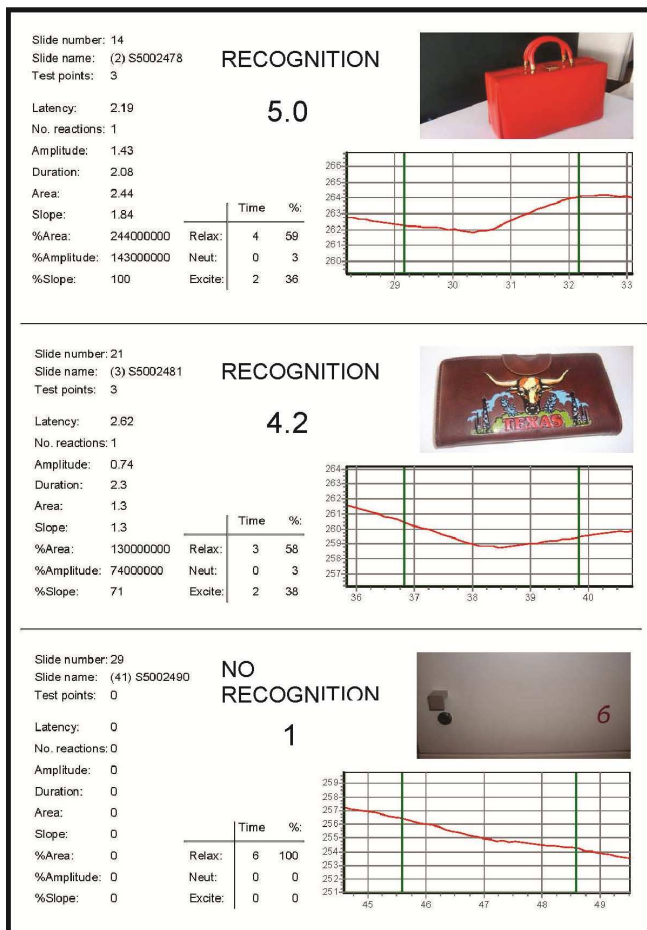 Slide number: 14
Slide name: (2) S5002478
Test points: 3
RECOGNITION
5.0
Latency: 2.19
No. reactions: 1
Amplitude: 1.43
Duration: 2.08
Area: 2.44
Slope: 1.84
%Area: 244000000
%Amplitude: 143000000
%Slope: 100
Time %:
Relax: 4 59
Neut: 0 3
Excite: 2 36
266
264
263
262
260
29 30 31 32 33
Slide number: 21
Slide name: (3) S5002481
Test points: 3
RECOGNITION
4.2
TEXAS
Latency: 2.62
No. reactions: 1
Amplitude: 0.74
Duration: 2.3
Area: 1.3
Slope: 1.3
%Area: 130000000
%Amplitude: 74000000
%Slope: 71
Time %:
Relax: 3 58
Neut: 0 3
Excite: 2 38
264
263
261
260
259
257
36 37 38 39 40
Slide number: 29
Slide name: (41) S5002490
Test points: 0
NO
RECOGNITION
1
6
Latency: 0
No. reactions: 0
Amplitude: 0
Duration: 0
Area: 0
Slope: 0
%Area: 0
%Amplitude: 0
%Slope: 0
Time %:
Relax: 6 100
Neut: 0 0
Excite: 0 0
259
258
257
256
255
254
252
251
45 46 47 48 49